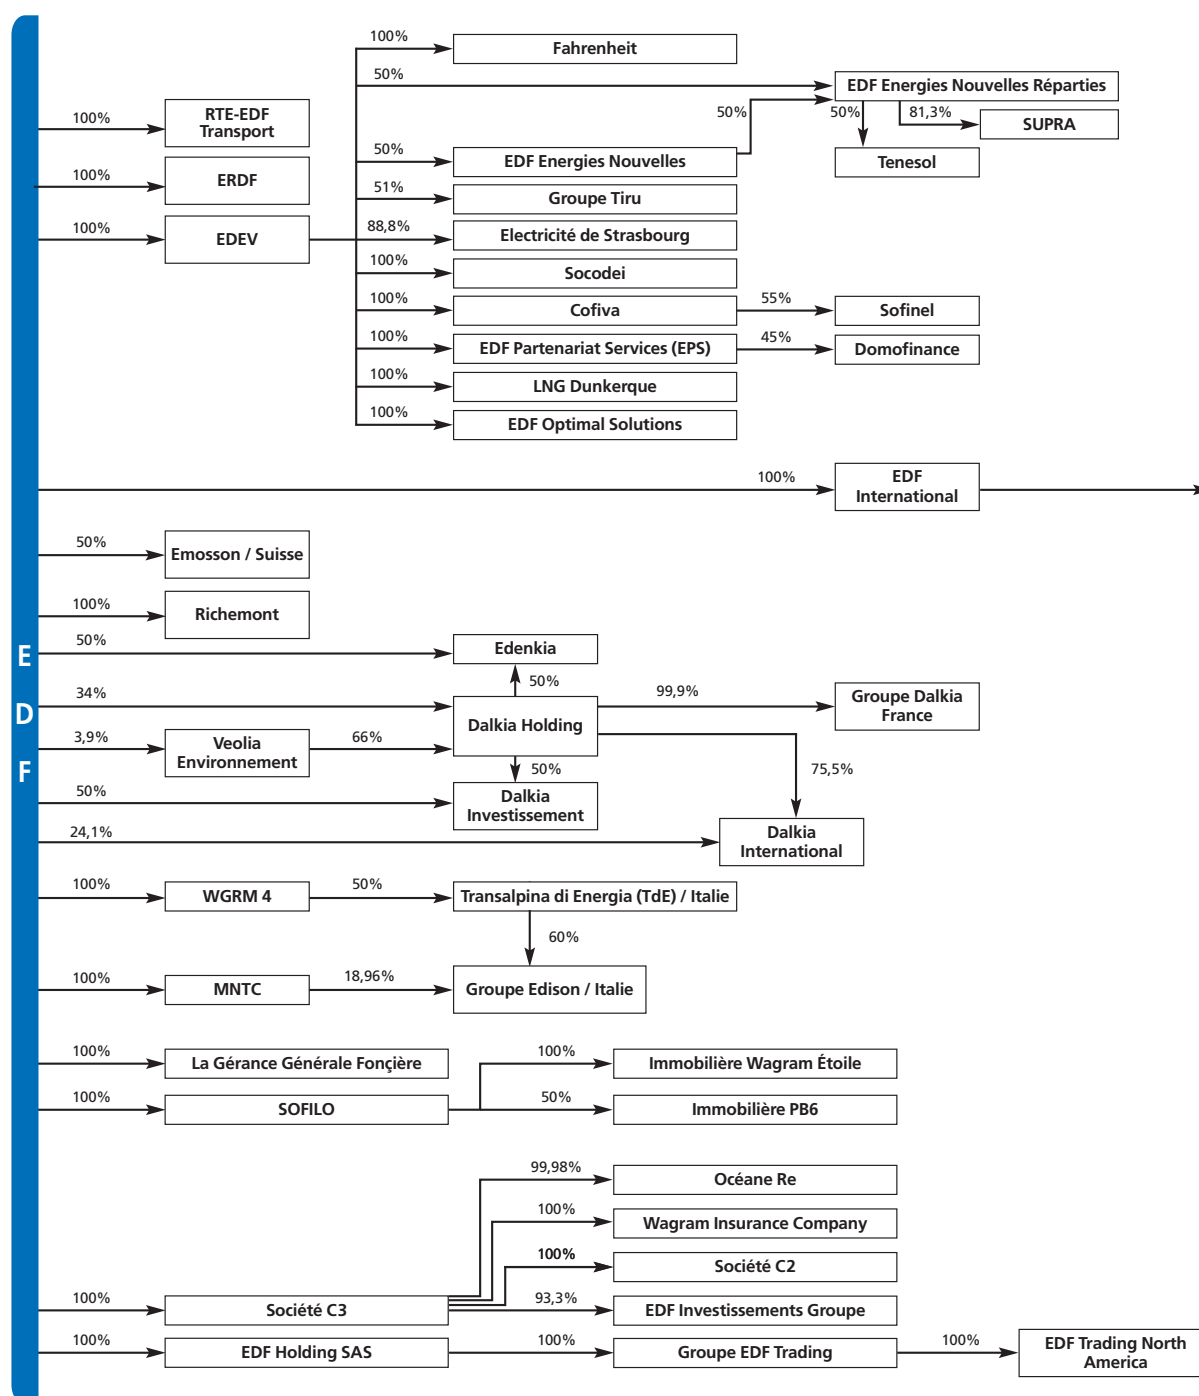 100%
Fahrenheit
50%
EDF Energies Nouvelles Réparties
50%
50%
81,3%
SUPRA
Tenesol
100%
RTE-EDF
Transport
50%
EDF Energies Nouvelles
100%
ERDF
51%
Groupe Tiru
100%
EDEV
88,8%
Electricité de Strasbourg
100%
Socodei
100%
Cofiva
55%
Sofinel
100%
EDF Partenariat Services (EPS)
45%
Domofinance
100%
LNG Dunkerque
100%
EDF Optimal Solutions
100%
EDF
International
50%
Emosson / Suisse
100%
Richemont
50%
Edenkia
50%
34%
Dalkia Holding
99,9%
Groupe Dalkia
France
3,9%
Veolia
Environnement
66%
50%
75,5%
50%
Dalkia
Investissement
24,1%
Dalkia
International
E
D
F
100%
WGRM 4
50%
Transalpina di Energia (TdE) / Italie
60%
100%
MNTC
18,96%
Groupe Edison / Italie
100%
La Gérance Générale Fonçière
100%
Immobilière Wagram Étoile
100%
SOFILO
50%
Immobilière PB6
99,98%
Océane Re
100%
Wagram Insurance Company
100%
Société C2
100%
Société C3
93,3%
EDF Investissements Groupe
100%
EDF Holding SAS
100%
Groupe EDF Trading
100%
EDF Trading North
America